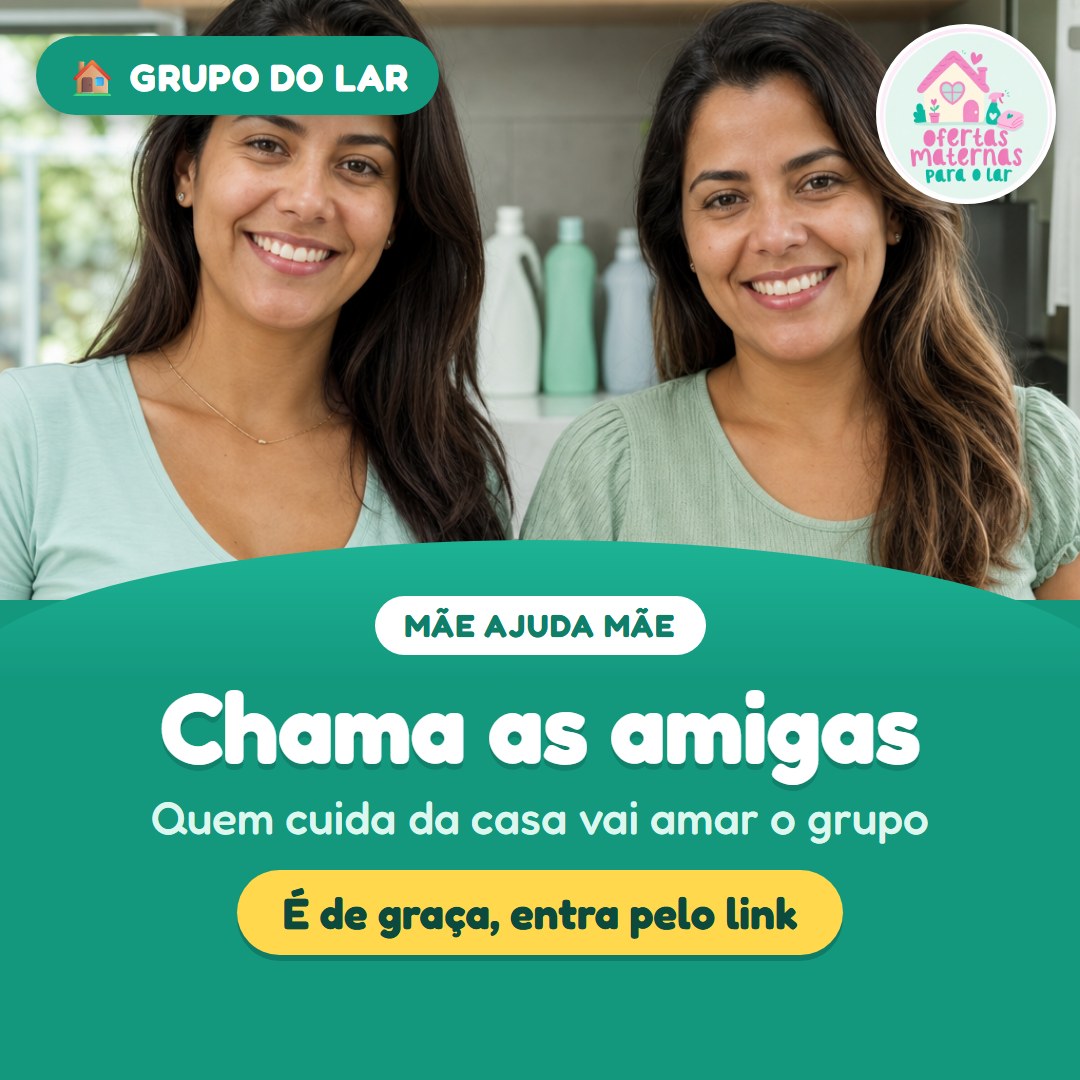 🏠 GRUPO DO LAR
ofertas
maternas
para o lar
MÃE AJUDA MÃE
Chama as amigas
Quem cuida da casa vai amar o grupo
É de graça, entra pelo link